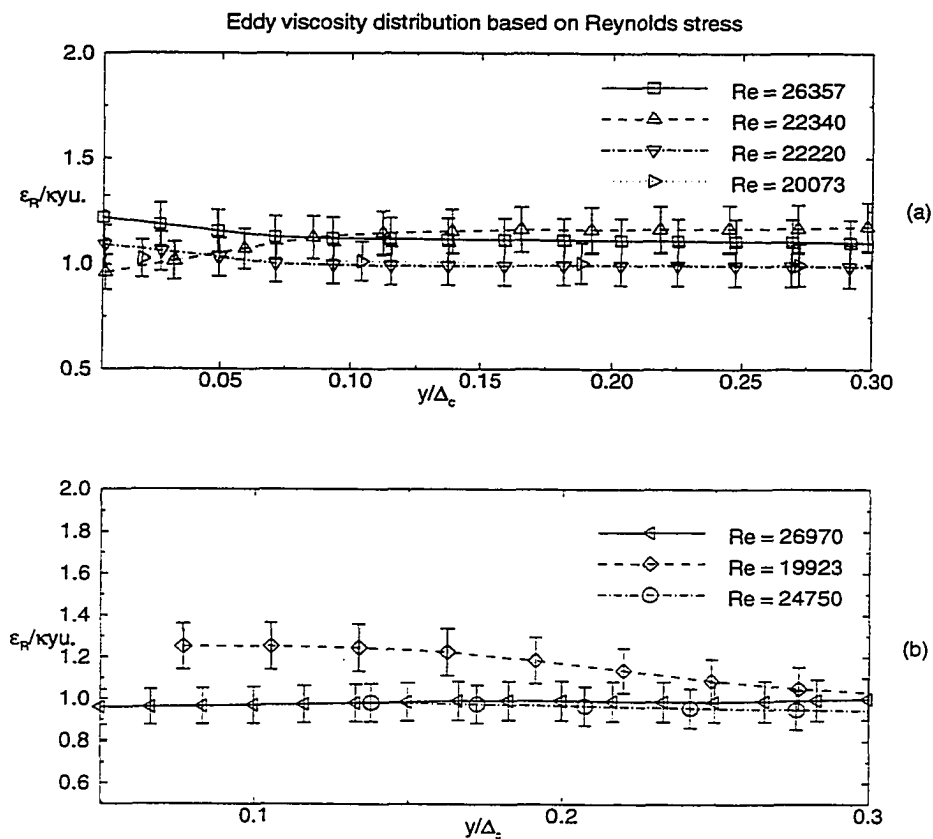 Eddy viscosity distribution based on Reynolds stress
2.0
1.5
1.0
0.5
ε_R/κyu.
Re = 26357
Re = 22340
Re = 22220
Re = 20073
(a)
0.05 0.10 0.15 0.20 0.25 0.30
y/Δ_c
2.0
1.8
1.6
1.4
1.2
1.0
0.8
0.6
ε_R/κyu.
Re = 26970
Re = 19923
Re = 24750
(b)
0.1 0.2 0.3
y/Δ_c